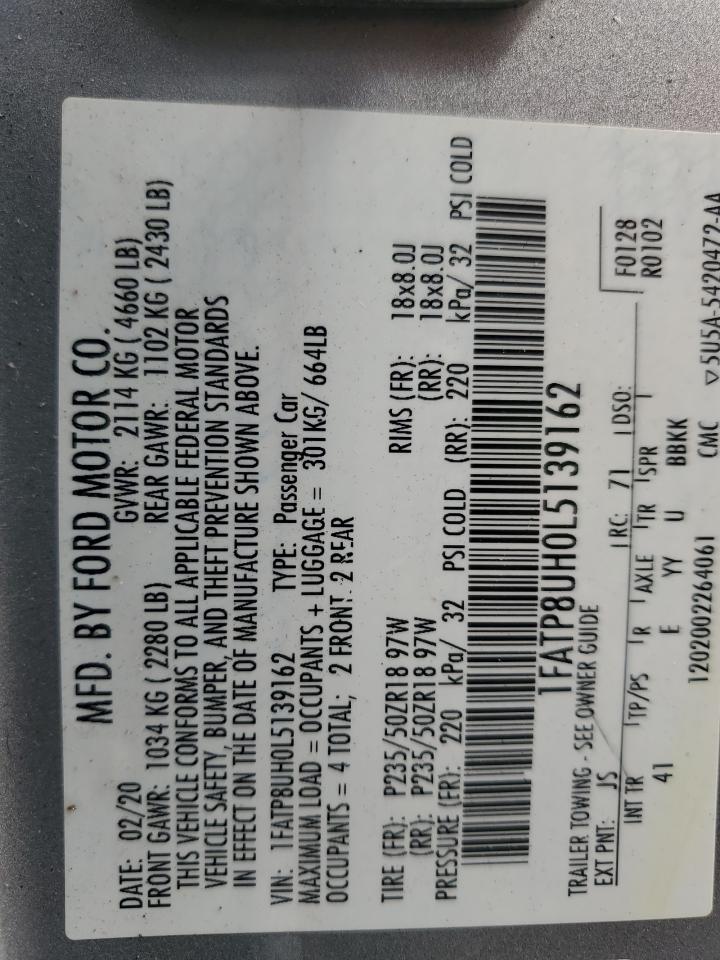 MFD. BY FORD MOTOR CO.
DATE: 02/20 GVWR: 2114 KG ( 4660 LB)
FRONT GAWR: 1034 KG ( 2280 LB) REAR GAWR: 1102 KG ( 2430 LB)
THIS VEHICLE CONFORMS TO ALL APPLICABLE FEDERAL MOTOR
VEHICLE SAFETY, BUMPER, AND THEFT PREVENTION STANDARDS
IN EFFECT ON THE DATE OF MANUFACTURE SHOWN ABOVE.
VIN: 1FATP8UH0L5139162 TYPE: Passenger Car
MAXIMUM LOAD = OCCUPANTS + LUGGAGE = 301KG/ 664LB
OCCUPANTS = 4 TOTAL; 2 FRONT: 2 REAR
TIRE (FR): P235/50ZR18 97W RIMS (FR): 18x8.0J
(RR): P235/50ZR18 97W (RR): 18x8.0J
PRESSURE (FR): 220 kPa/ 32 PSI COLD (RR): 220 kPa/ 32 PSI COLD
1FATP8UH0L5139162
TRAILER TOWING - SEE OWNER GUIDE
EXT PNT: JS RC: 71 DSO: F0128
INT TR TP/PS R AXLE TR SPR R0102
41 E YY U BBKK
1202002264061 CMC ▽5U5A-5420472-AA